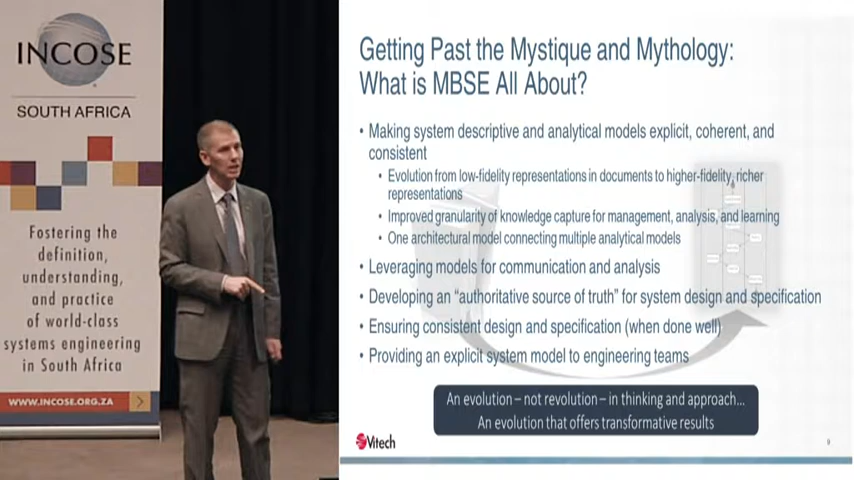 INCOSE
SOUTH AFRICA
Fostering the
definition,
understanding,
and practice
of world-class
systems engineering
in South Africa
WWW.INCOSE.ORG.ZA
Getting Past the Mystique and Mythology:
What is MBSE All About?
• Making system descriptive and analytical models explicit, coherent, and
consistent
• Evolution from low-fidelity representations in documents to higher-fidelity, richer
representations
• Improved granularity of knowledge capture for management, analysis, and learning
• One architectural model connecting multiple analytical models
• Leveraging models for communication and analysis
• Developing an “authoritative source of truth” for system design and specification
• Ensuring consistent design and specification (when done well)
• Providing an explicit system model to engineering teams
An evolution – not revolution – in thinking and approach...
An evolution that offers transformative results
Vitech
9